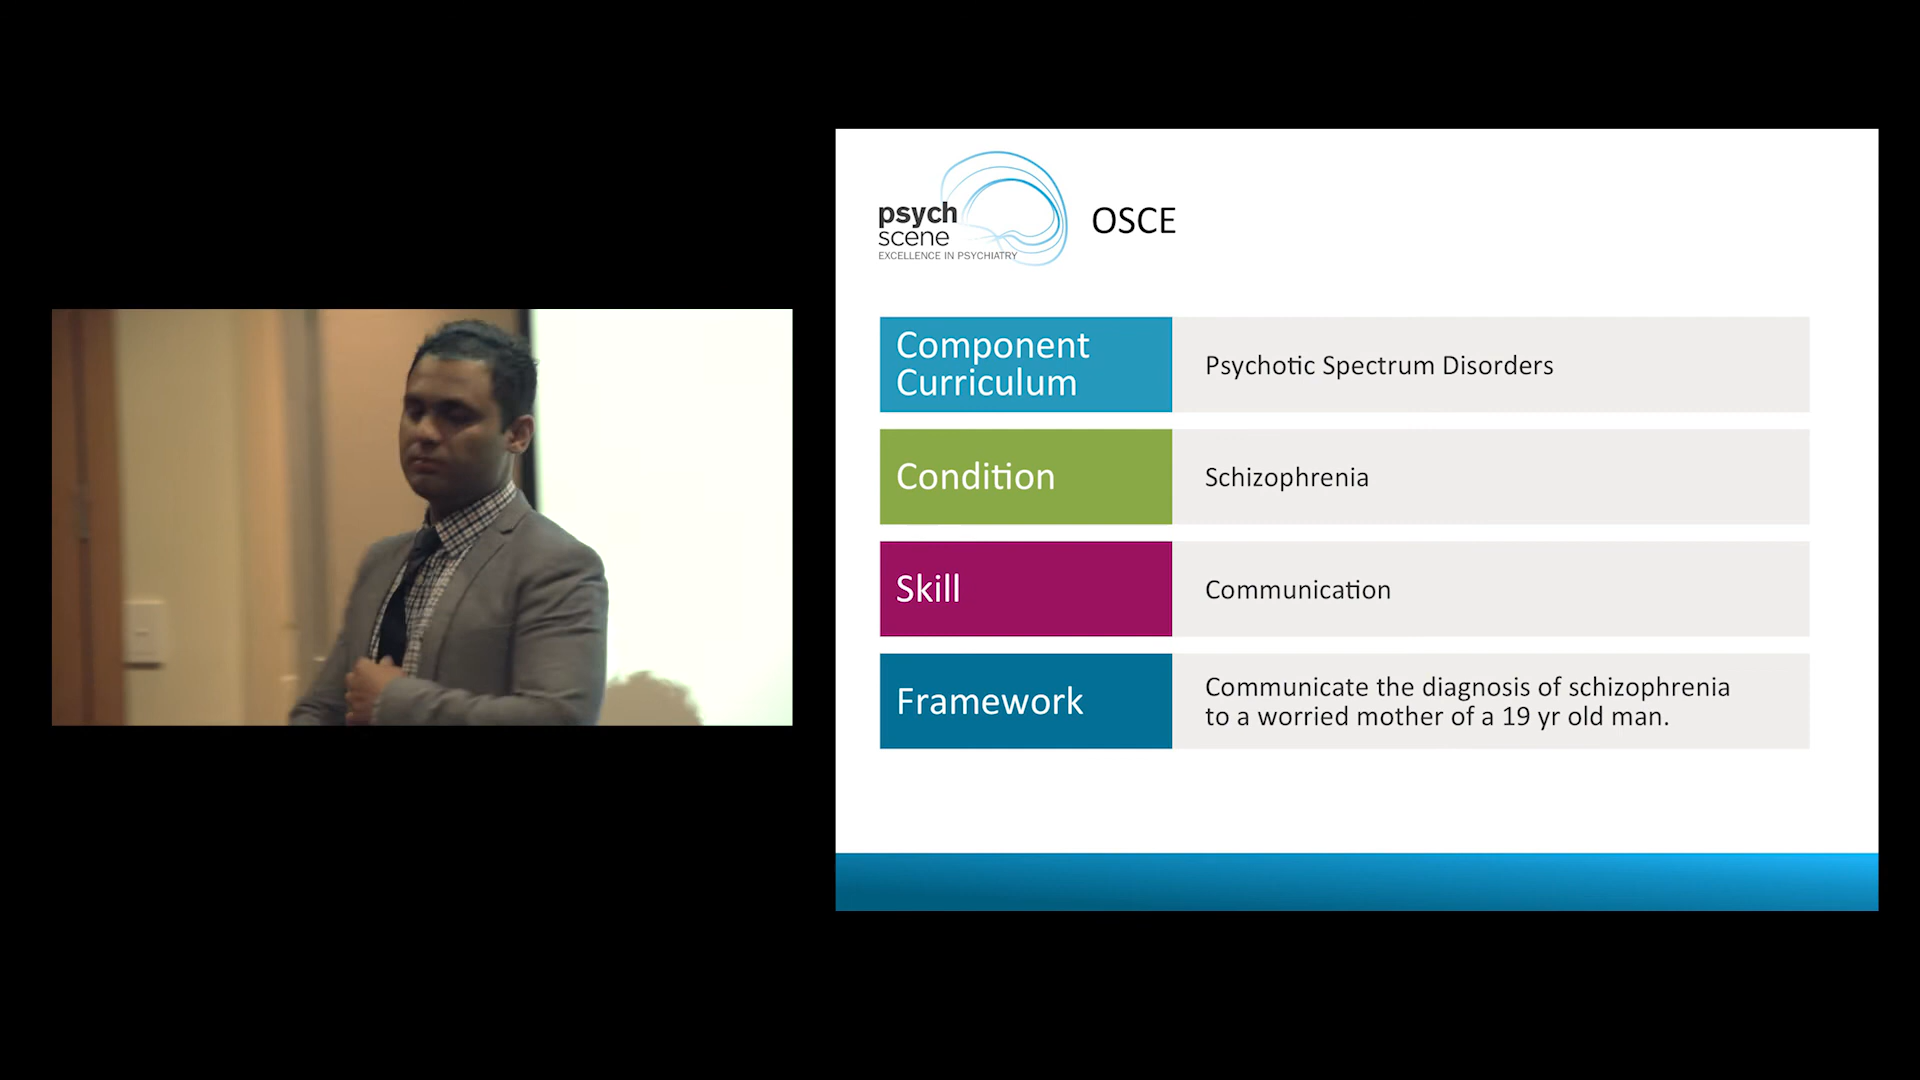 psych
scene
EXCELLENCE IN PSYCHIATRY
OSCE
Component
Curriculum
Psychotic Spectrum Disorders
Condition
Schizophrenia
Skill
Communication
Framework
Communicate the diagnosis of schizophrenia
to a worried mother of a 19 yr old man.